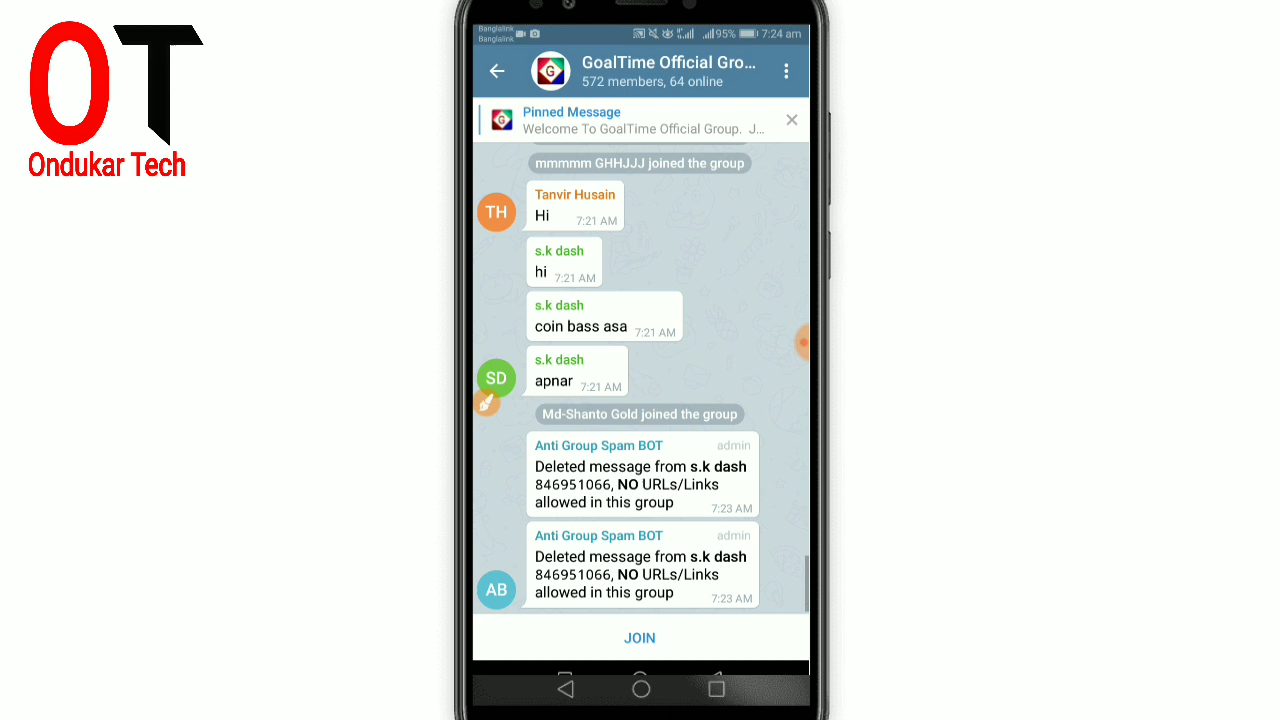 OT
Ondukar Tech
Banglalink
Banglalink
95% 7:24 am
GoalTime Official Gro...
572 members, 64 online
G
Pinned Message
Welcome To GoalTime Official Group. J...
mmmmm GHHJJJ joined the group
TH
Tanvir Husain
Hi 7:21 AM
s.k dash
hi 7:21 AM
s.k dash
coin bass asa 7:21 AM
SD
s.k dash
apnar 7:21 AM
Md-Shanto Gold joined the group
Anti Group Spam BOT admin
Deleted message from s.k dash
846951066, NO URLs/Links
allowed in this group 7:23 AM
Anti Group Spam BOT admin
Deleted message from s.k dash
846951066, NO URLs/Links
AB
allowed in this group 7:23 AM
JOIN